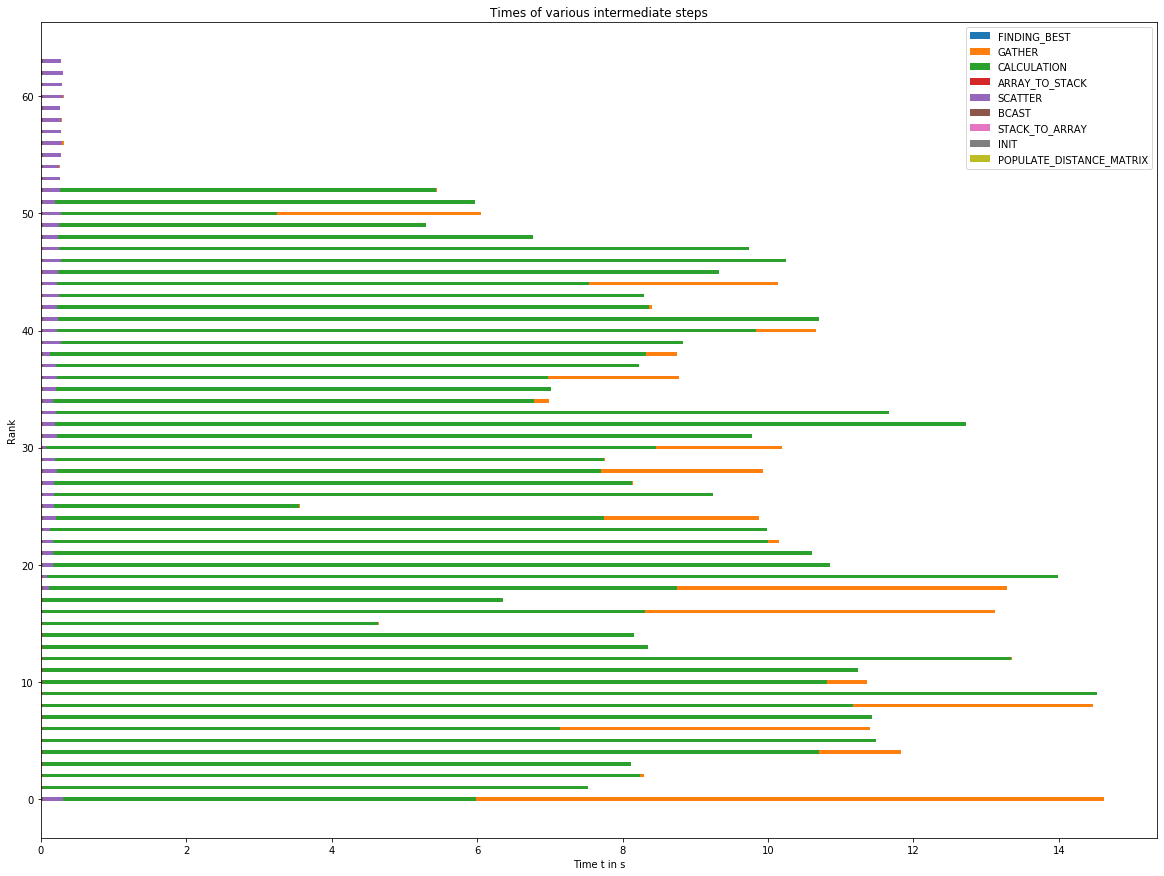 Times of various intermediate steps
FINDING_BEST
GATHER
CALCULATION
ARRAY_TO_STACK
SCATTER
BCAST
STACK_TO_ARRAY
INIT
POPULATE_DISTANCE_MATRIX
60
50
40
Rank
30
20
10
0
0 2 4 6 8 10 12 14
Time t in s